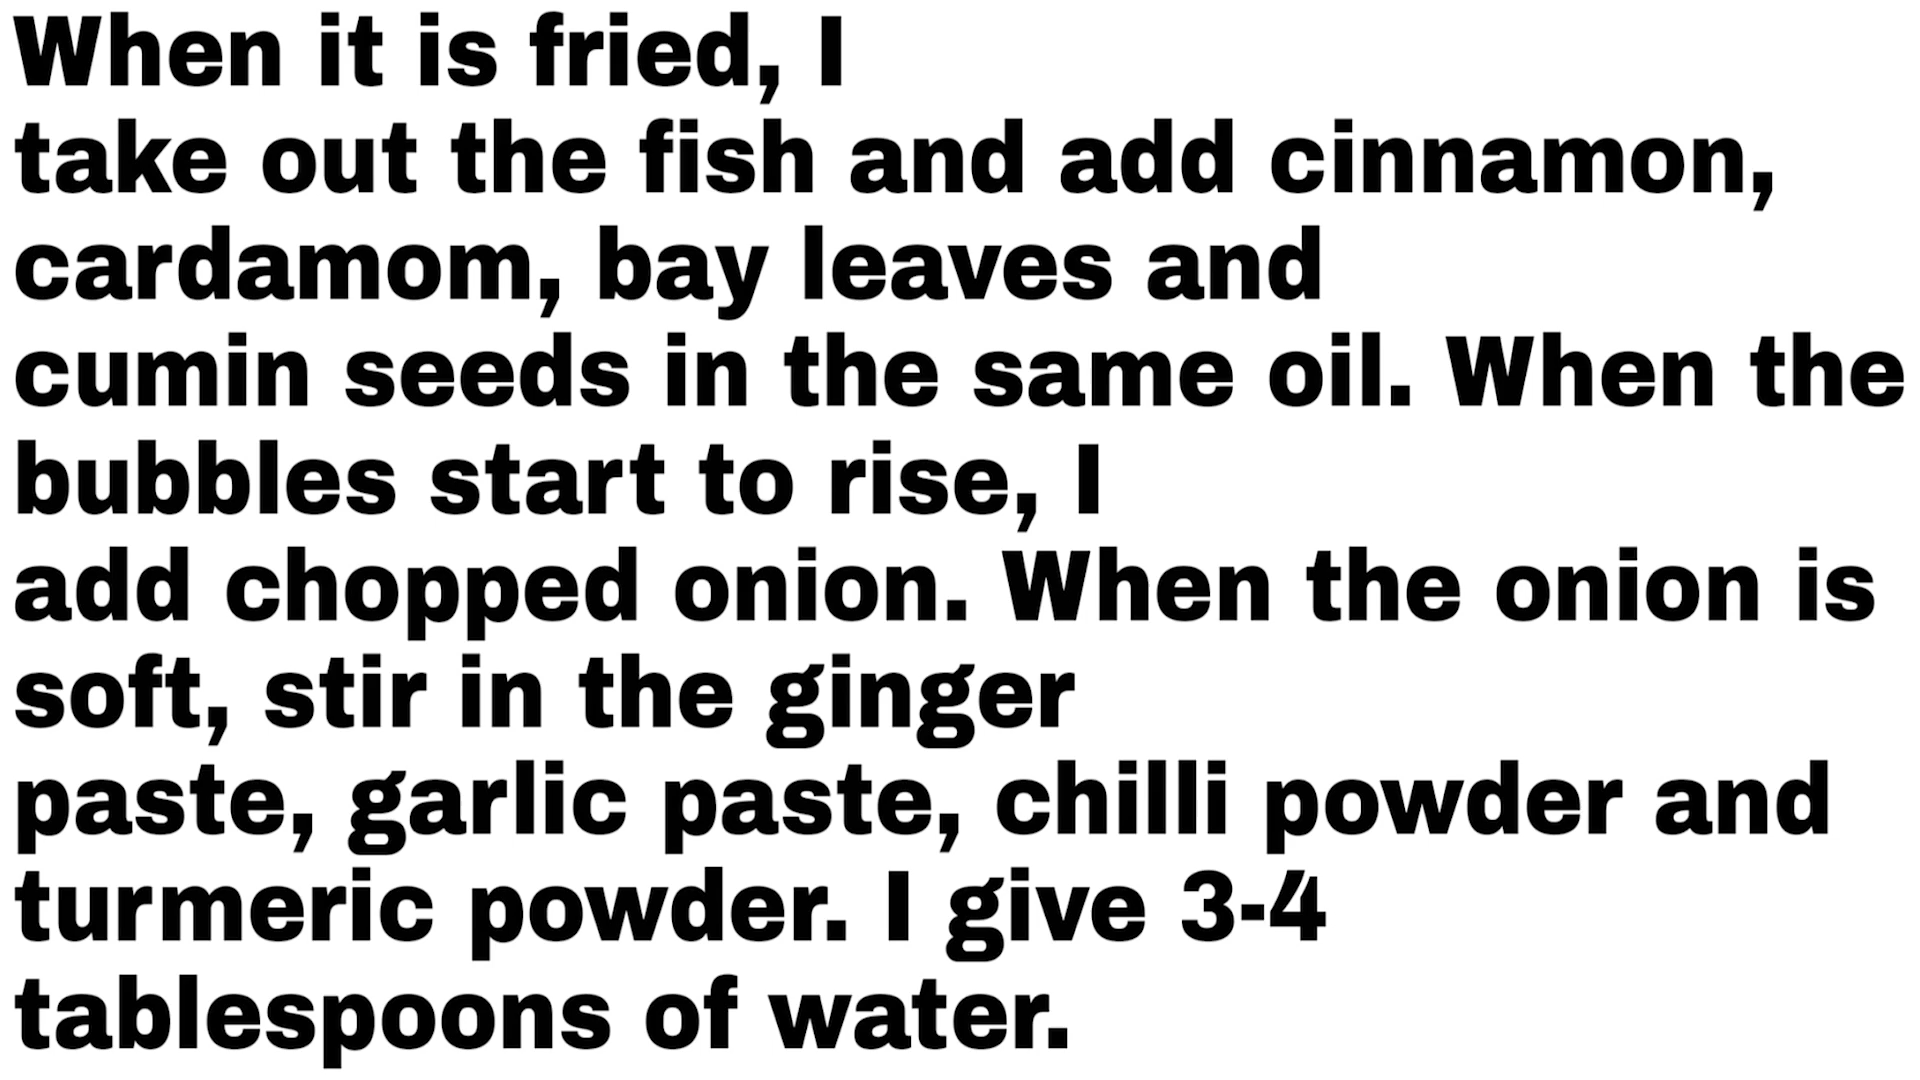 When it is fried, I
take out the fish and add cinnamon,
cardamom, bay leaves and
cumin seeds in the same oil. When the
bubbles start to rise, I
add chopped onion. When the onion is
soft, stir in the ginger
paste, garlic paste, chilli powder and
turmeric powder. I give 3-4
tablespoons of water.